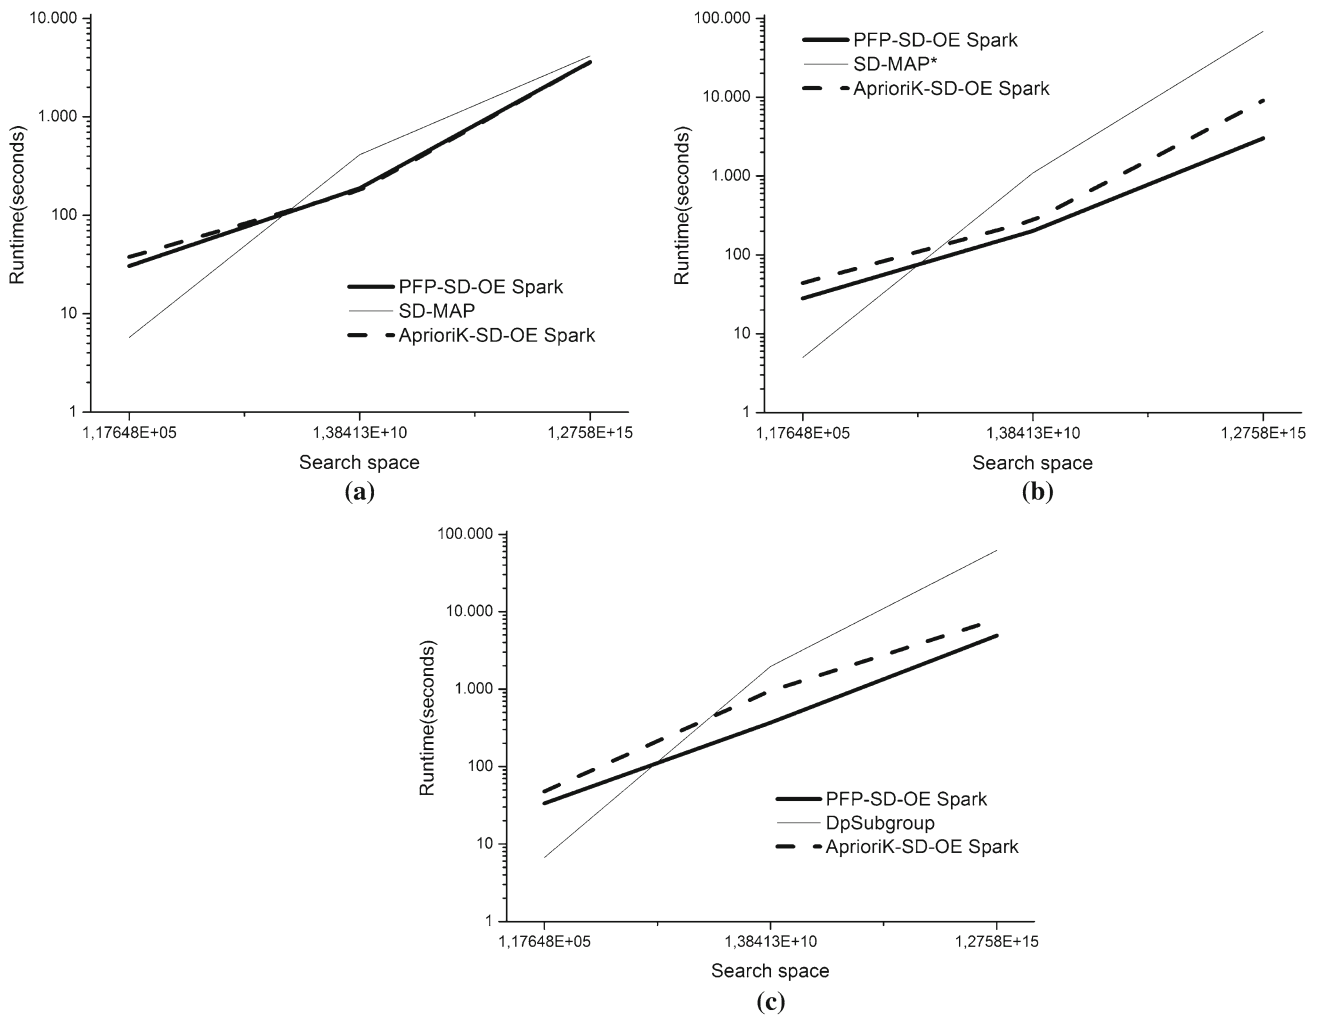 10.000
1.000
100
10
1
Runtime(seconds)
PFP-SD-OE Spark
SD-MAP
AprioriK-SD-OE Spark
1,17648E+05
1,38413E+10
1,2758E+15
Search space
(a)
100.000
10.000
1.000
100
10
1
Runtime(seconds)
PFP-SD-OE Spark
SD-MAP*
AprioriK-SD-OE Spark
1,17648E+05
1,38413E+10
1,2758E+15
Search space
(b)
100.000
10.000
1.000
100
10
1
Runtime(seconds)
PFP-SD-OE Spark
DpSubgroup
AprioriK-SD-OE Spark
1,17648E+05
1,38413E+10
1,2758E+15
Search space
(c)